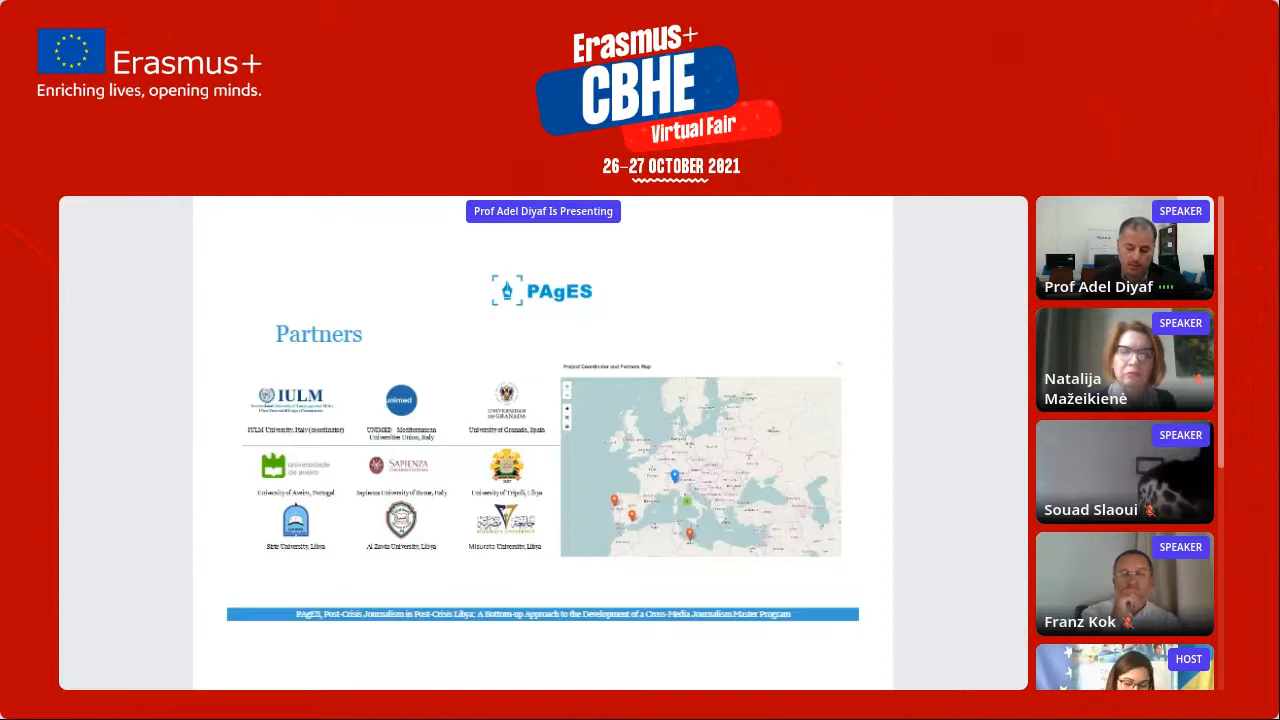 Erasmus+
Enriching lives, opening minds.
Erasmus+
CBHE
Virtual Fair
26–27 OCTOBER 2021
Prof Adel Diyaf Is Presenting
PAgES
Partners
Project Coordinator and Partners Map
IULM
unimed
UNIVERSIDAD
DE GRANADA
IULM University, Italy (coordinator)
UNIMED Mediterranean
Universities Union, Italy
University of Granada, Spain
universidade
de aveiro
SAPIENZA
University of Aveiro, Portugal
Sapienza University of Rome, Italy
University of Tripoli, Libya
جامعة مصراتة
Sirte University, Libya
Al Zawia University, Libya
Misurata University, Libya
PAgES, Post-Crisis Journalism in Post-Crisis Libya: A Bottom-up Approach to the Development of a Cross-Media Journalism Master Program
SPEAKER
Prof Adel Diyaf
SPEAKER
Natalija
Mažeikienė
SPEAKER
Souad Slaoui
SPEAKER
Franz Kok
HOST